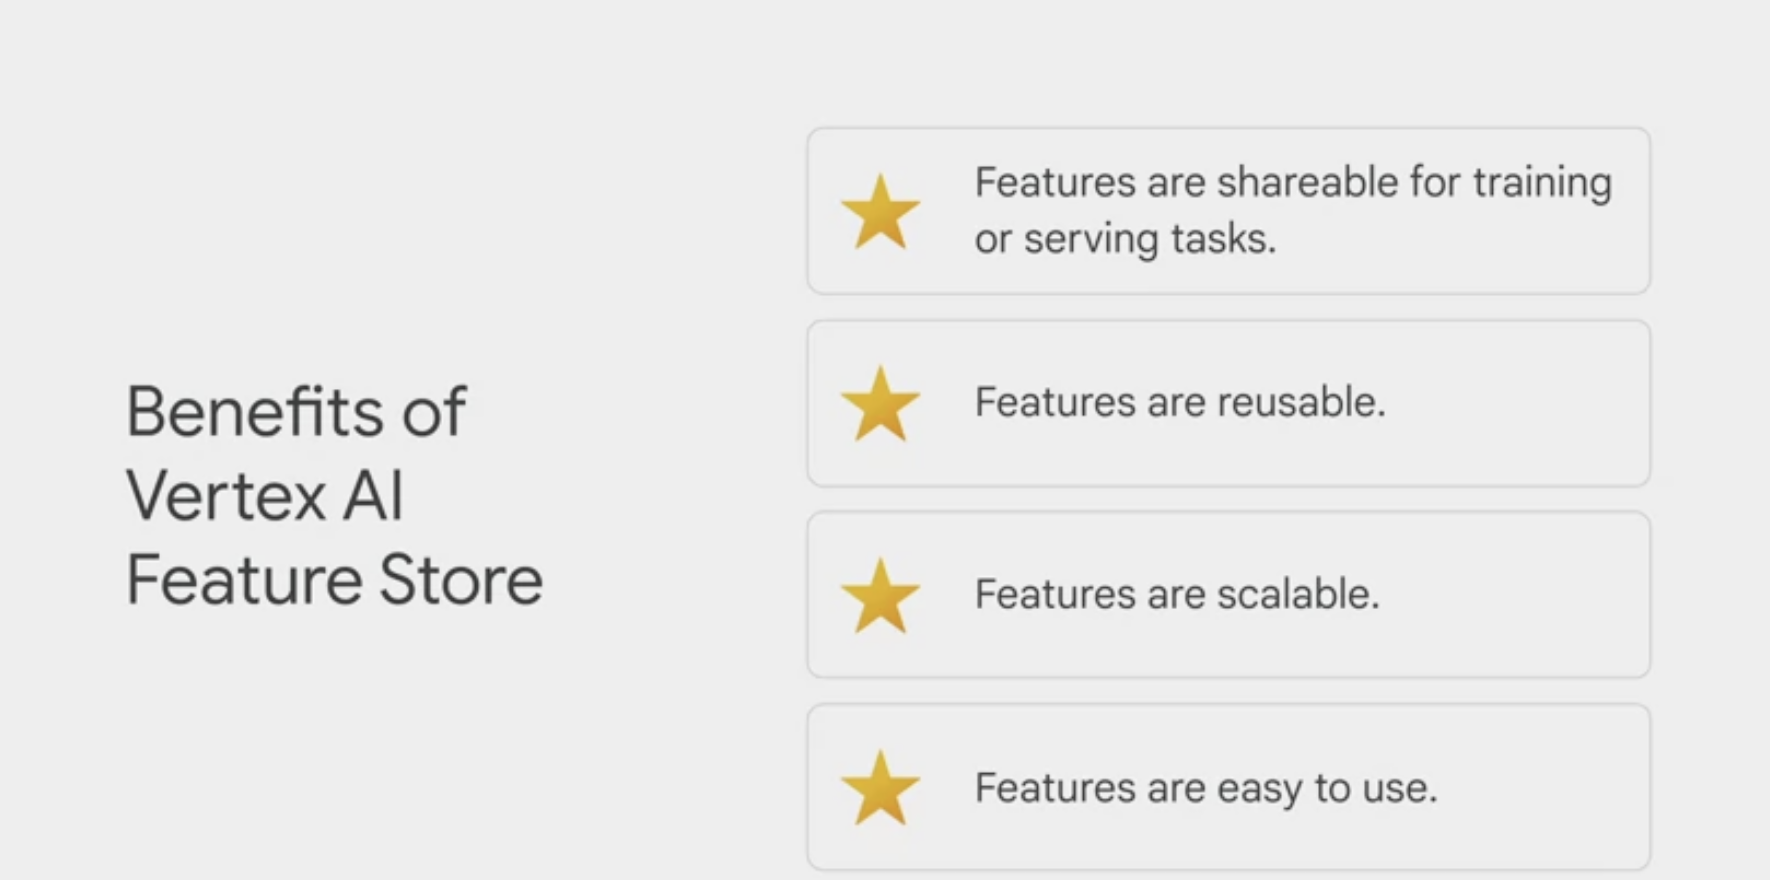 Benefits of
Vertex AI
Feature Store
Features are shareable for training
or serving tasks.
Features are reusable.
Features are scalable.
Features are easy to use.